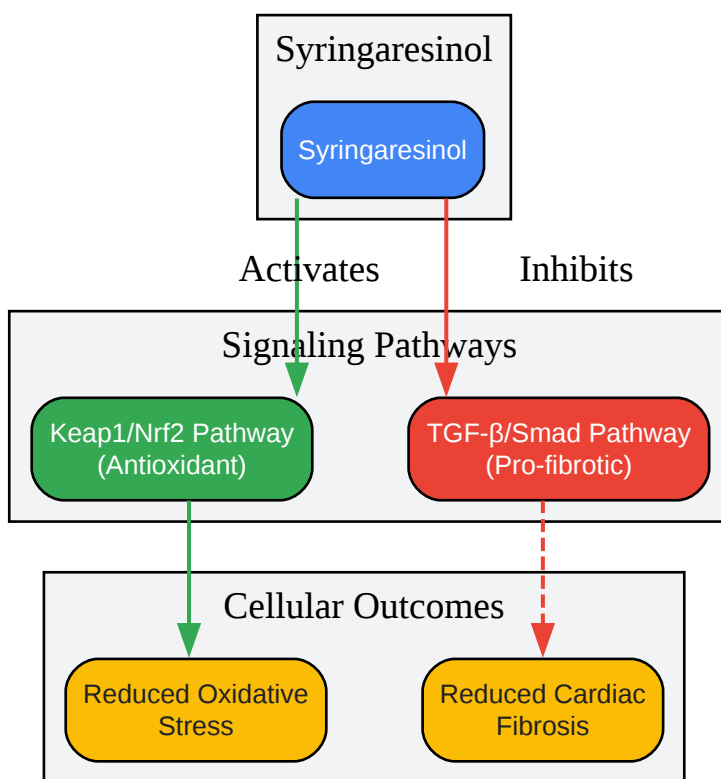 Syringaresinol
Syringaresinol
Activates
Inhibits
Signaling Pathways
Keap1/Nrf2 Pathway
(Antioxidant)
TGF-β/Smad Pathway
(Pro-fibrotic)
Cellular Outcomes
Reduced Oxidative
Stress
Reduced Cardiac
Fibrosis